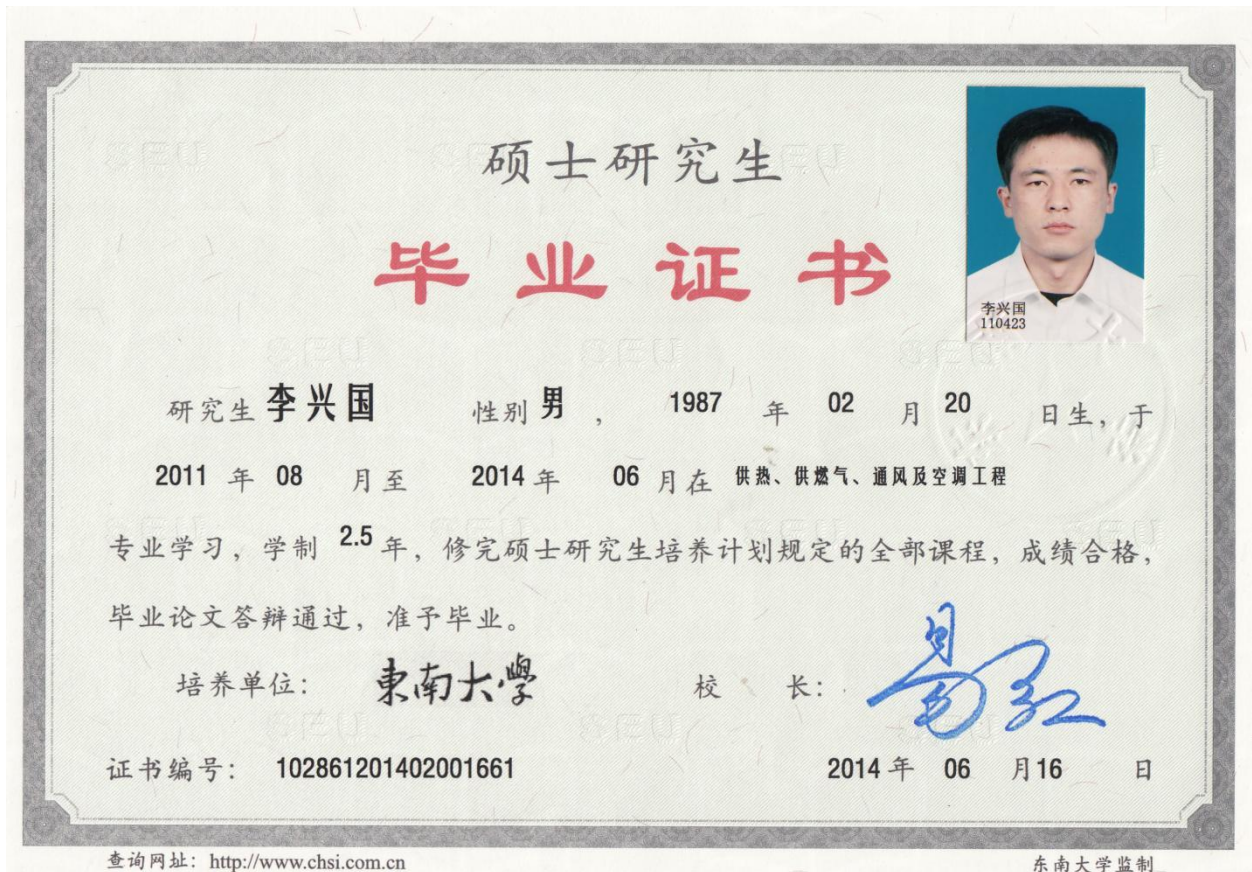 硕士研究生
毕业证书
李兴国
110423
研究生 李兴国 性别 男 , 1987 年 02 月 20 日生, 于
2011 年 08 月至 2014 年 06 月在 供热、供燃气、通风及空调工程
专业学习, 学制 2.5 年, 修完硕士研究生培养计划规定的全部课程, 成绩合格,
毕业论文答辩通过, 准予毕业。
培养单位: 東南大學 校 长: 易红
证书编号: 102861201402001661 2014 年 06 月 16 日
查询网址: http://www.chsi.com.cn 东南大学监制